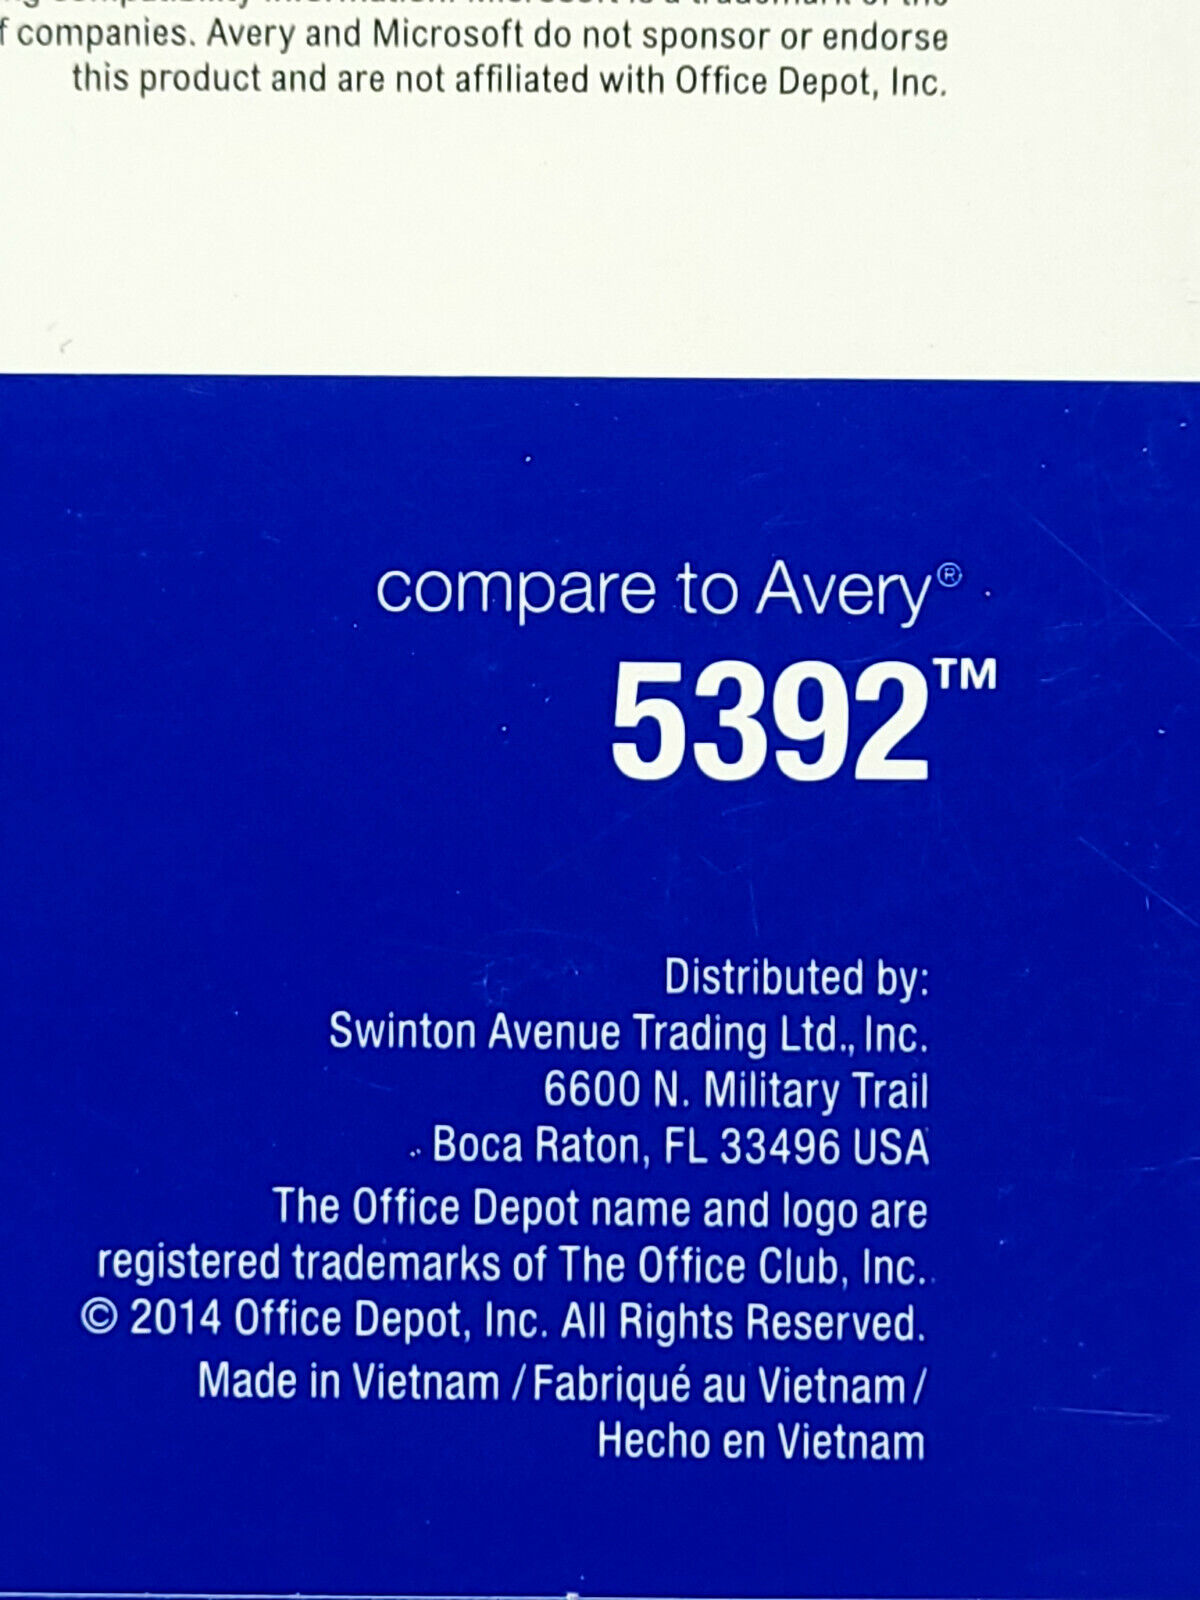 companies. Avery and Microsoft do not sponsor or endorse
this product and are not affiliated with Office Depot, Inc.
compare to Avery®
5392™
Distributed by:
Swinton Avenue Trading Ltd., Inc.
6600 N. Military Trail
Boca Raton, FL 33496 USA
The Office Depot name and logo are
registered trademarks of The Office Club, Inc.
© 2014 Office Depot, Inc. All Rights Reserved.
Made in Vietnam / Fabriqué au Vietnam /
Hecho en Vietnam